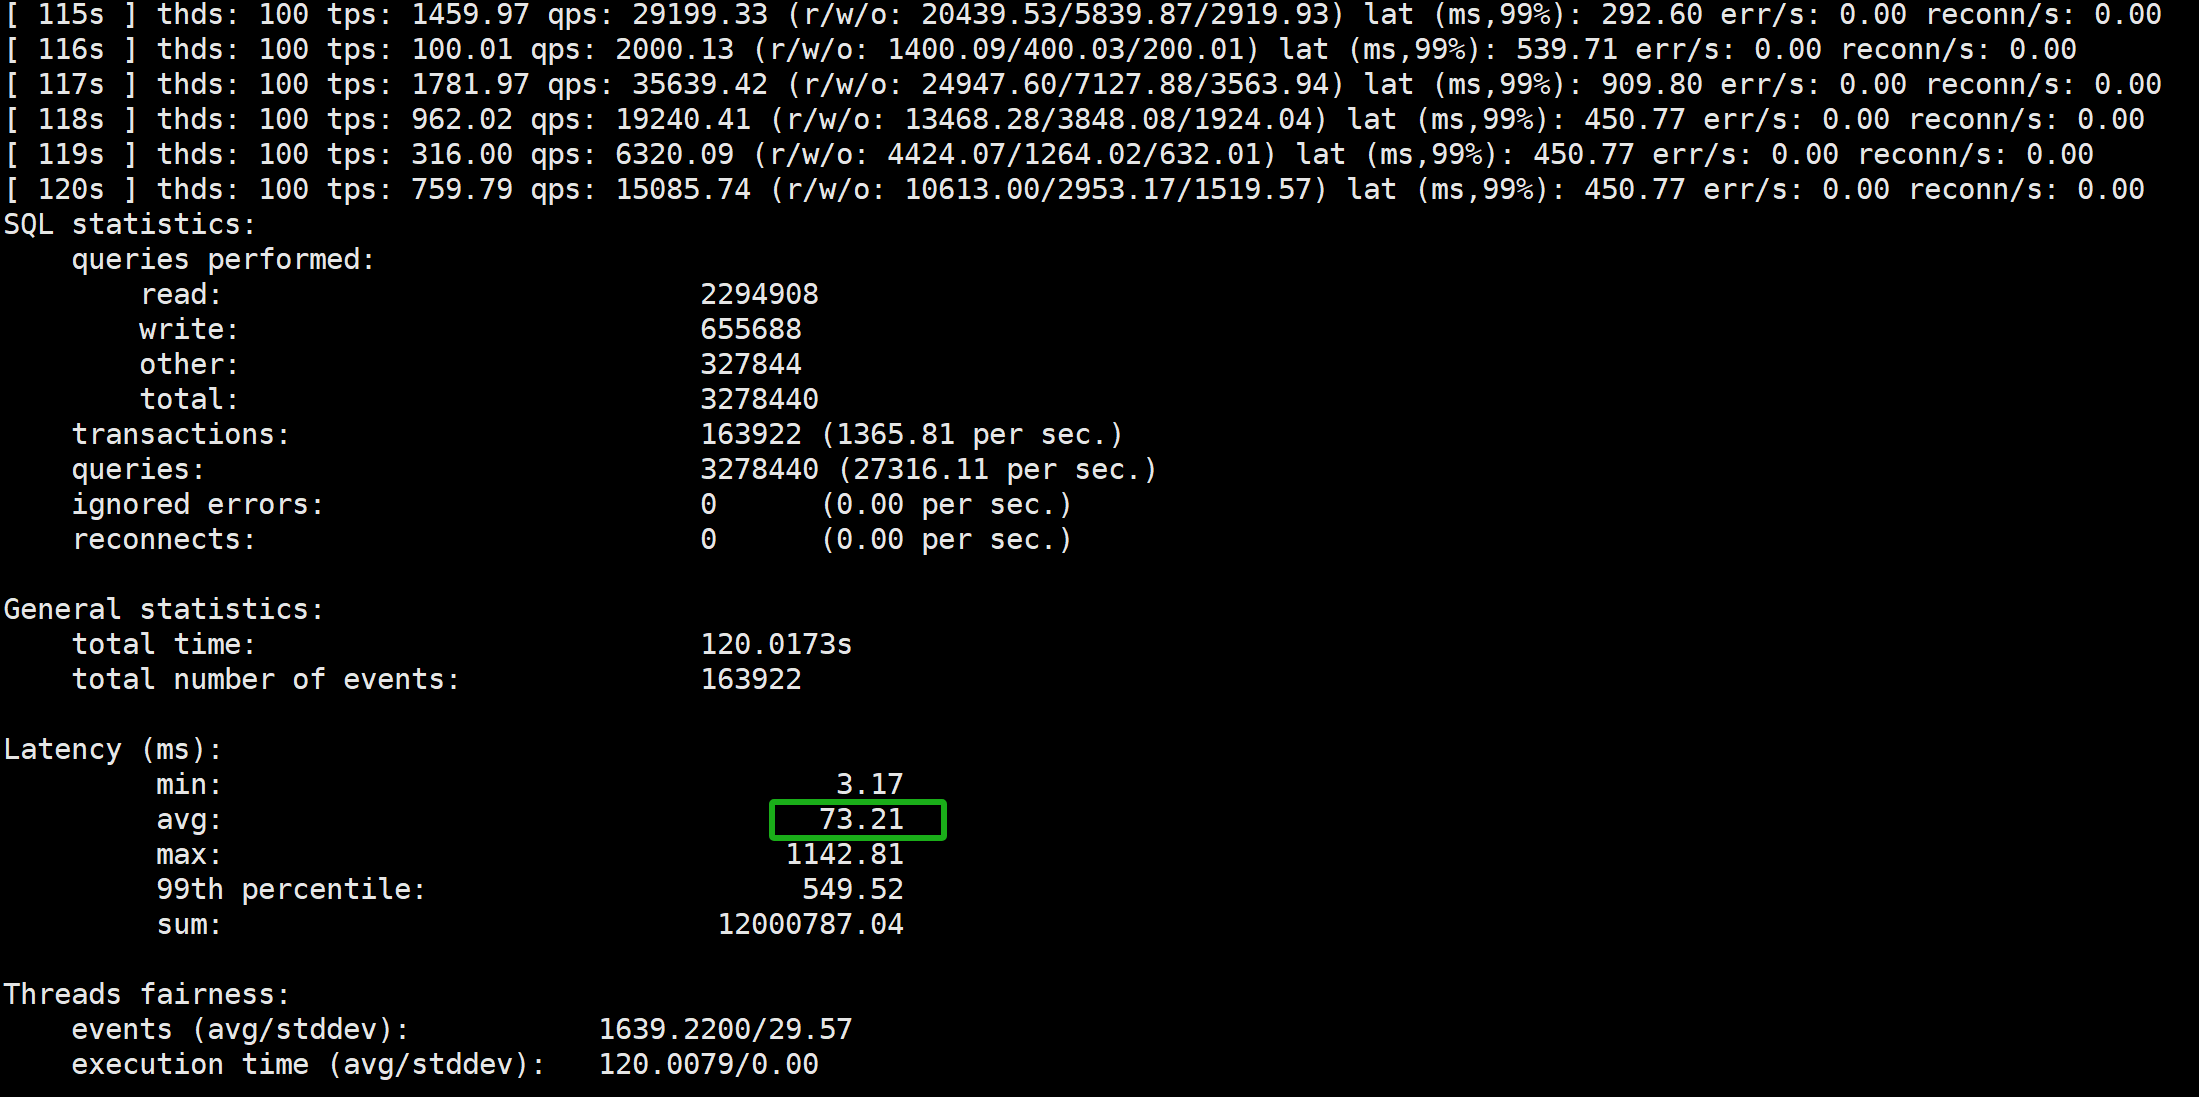 [ 115s ] thds: 100 tps: 1459.97 qps: 29199.33 (r/w/o: 20439.53/5839.87/2919.93) lat (ms,99%): 292.60 err/s: 0.00 reconn/s: 0.00
[ 116s ] thds: 100 tps: 100.01 qps: 2000.13 (r/w/o: 1400.09/400.03/200.01) lat (ms,99%): 539.71 err/s: 0.00 reconn/s: 0.00
[ 117s ] thds: 100 tps: 1781.97 qps: 35639.42 (r/w/o: 24947.60/7127.88/3563.94) lat (ms,99%): 909.80 err/s: 0.00 reconn/s: 0.00
[ 118s ] thds: 100 tps: 962.02 qps: 19240.41 (r/w/o: 13468.28/3848.08/1924.04) lat (ms,99%): 450.77 err/s: 0.00 reconn/s: 0.00
[ 119s ] thds: 100 tps: 316.00 qps: 6320.09 (r/w/o: 4424.07/1264.02/632.01) lat (ms,99%): 450.77 err/s: 0.00 reconn/s: 0.00
[ 120s ] thds: 100 tps: 759.79 qps: 15085.74 (r/w/o: 10613.00/2953.17/1519.57) lat (ms,99%): 450.77 err/s: 0.00 reconn/s: 0.00
SQL statistics:
    queries performed:
        read:                            2294908
        write:                           655688
        other:                           327844
        total:                           3278440
    transactions:                        163922 (1365.81 per sec.)
    queries:                             3278440 (27316.11 per sec.)
    ignored errors:                      0      (0.00 per sec.)
    reconnects:                          0      (0.00 per sec.)

General statistics:
    total time:                          120.0173s
    total number of events:              163922

Latency (ms):
         min:                                    3.17
         avg:                                   73.21
         max:                                 1142.81
         99th percentile:                      549.52
         sum:                             12000787.04

Threads fairness:
    events (avg/stddev):           1639.2200/29.57
    execution time (avg/stddev):   120.0079/0.00